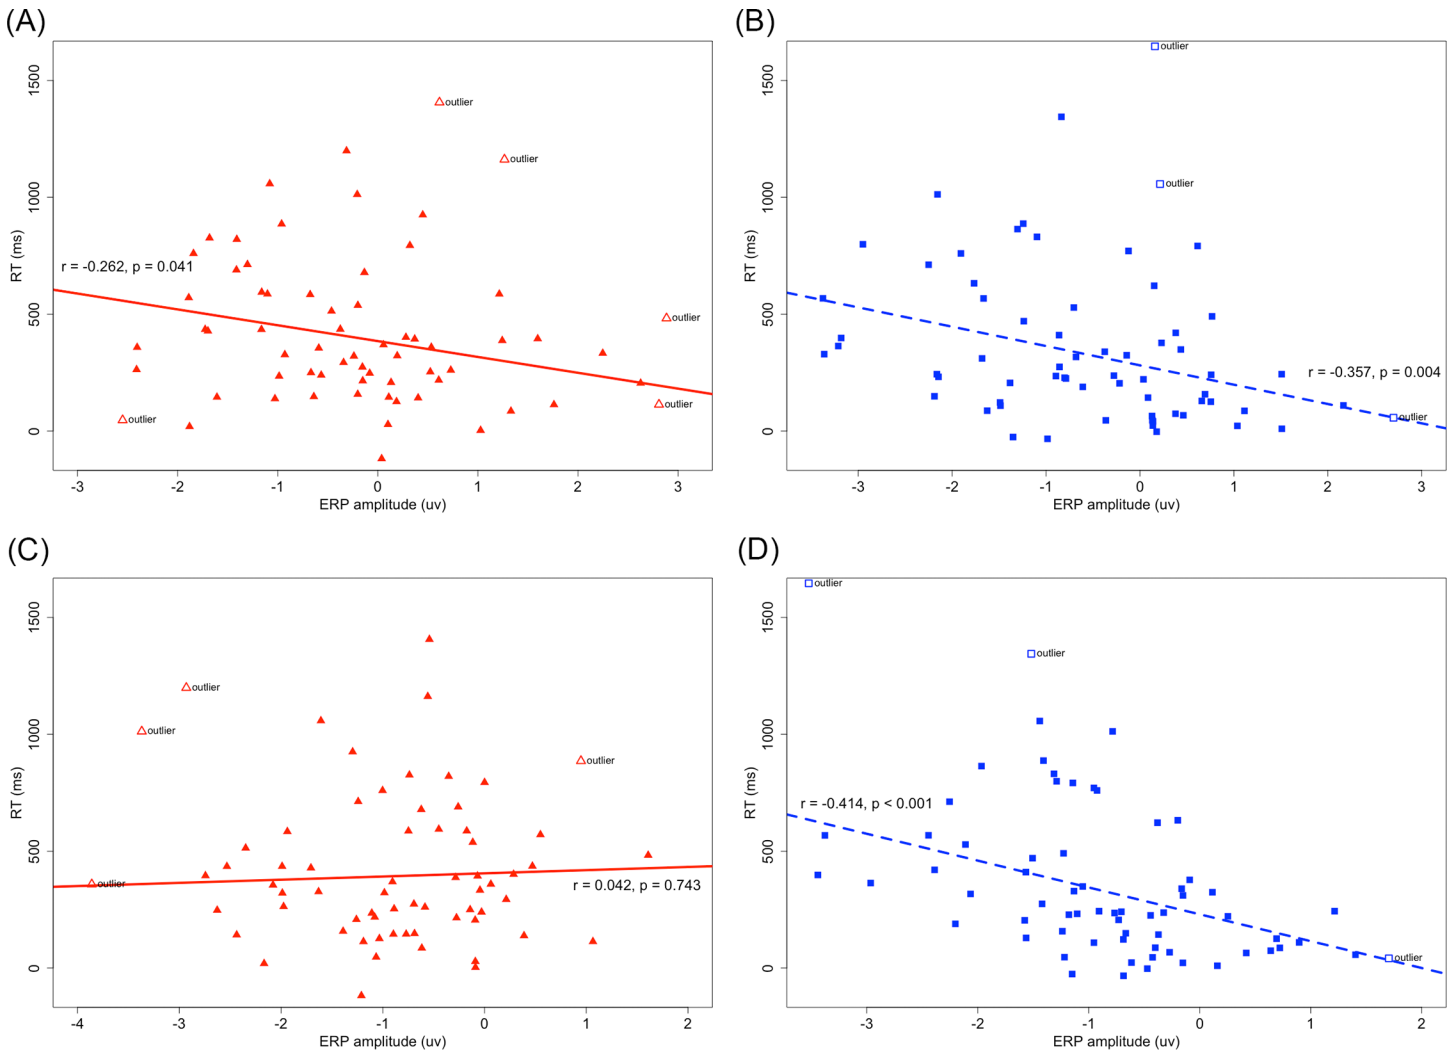 (A)
(B)
1500
1000
500
0
RT (ms)
outlier
outlier
outlier
outlier
outlier
r = -0.262, p = 0.041
-3 -2 -1 0 1 2 3
ERP amplitude (uv)
1500
1000
500
0
RT (ms)
outlier
outlier
outlier
r = -0.357, p = 0.004
-3 -2 -1 0 1 2 3
ERP amplitude (uv)
(C)
(D)
1500
1000
500
0
RT (ms)
outlier
outlier
outlier
outlier
r = 0.042, p = 0.743
-4 -3 -2 -1 0 1 2
ERP amplitude (uv)
1500
1000
500
0
RT (ms)
outlier
outlier
outlier
r = -0.414, p < 0.001
-3 -2 -1 0 1 2
ERP amplitude (uv)